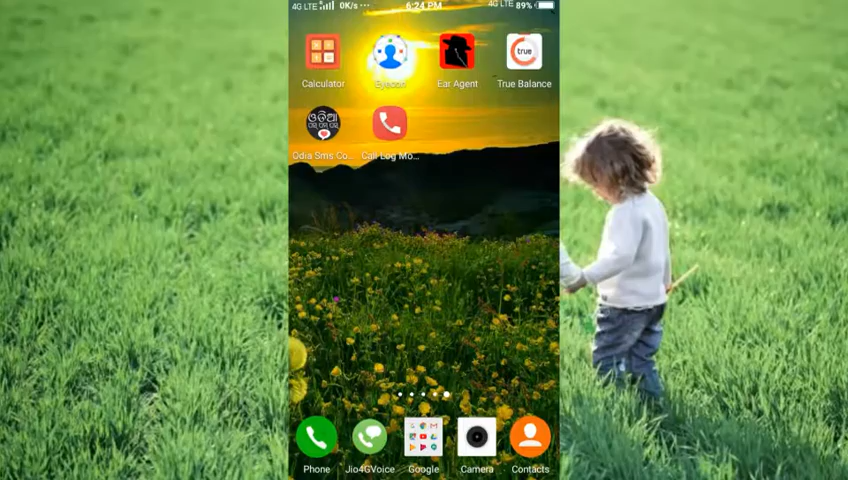 4G LTE 0K/s ··· 6:24 PM 4G LTE 89%
true
Calculator Eyecon Ear Agent True Balance
ଓଡ଼ିଆ
Odia Sms Co... Call Log Mo...
Phone Jio4GVoice Google Camera Contacts